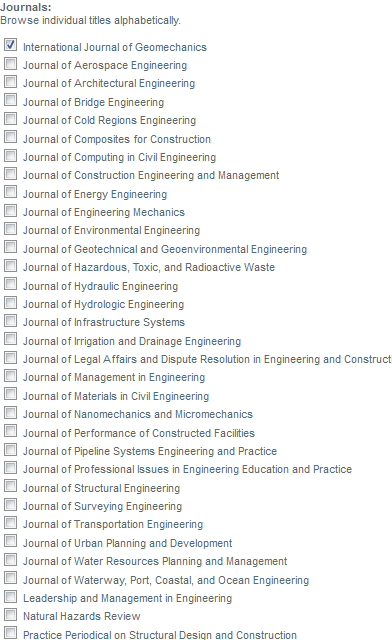 Journals:
Browse individual titles alphabetically.
International Journal of Geomechanics
Journal of Aerospace Engineering
Journal of Architectural Engineering
Journal of Bridge Engineering
Journal of Cold Regions Engineering
Journal of Composites for Construction
Journal of Computing in Civil Engineering
Journal of Construction Engineering and Management
Journal of Energy Engineering
Journal of Engineering Mechanics
Journal of Environmental Engineering
Journal of Geotechnical and Geoenvironmental Engineering
Journal of Hazardous, Toxic, and Radioactive Waste
Journal of Hydraulic Engineering
Journal of Hydrologic Engineering
Journal of Infrastructure Systems
Journal of Irrigation and Drainage Engineering
Journal of Legal Affairs and Dispute Resolution in Engineering and Construct
Journal of Management in Engineering
Journal of Materials in Civil Engineering
Journal of Nanomechanics and Micromechanics
Journal of Performance of Constructed Facilities
Journal of Pipeline Systems Engineering and Practice
Journal of Professional Issues in Engineering Education and Practice
Journal of Structural Engineering
Journal of Surveying Engineering
Journal of Transportation Engineering
Journal of Urban Planning and Development
Journal of Water Resources Planning and Management
Journal of Waterway, Port, Coastal, and Ocean Engineering
Leadership and Management in Engineering
Natural Hazards Review
Practice Periodical on Structural Design and Construction